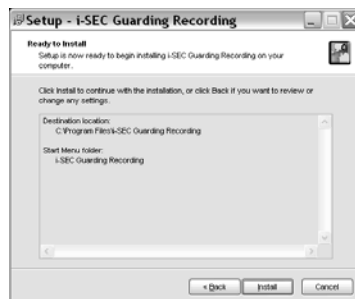 Setup - i-SEC Guarding Recording
Ready to Install
Setup is now ready to begin installing i-SEC Guarding Recording on your
computer.
Click Install to continue with the installation, or click Back if you want to review or
change any settings.
Destination location:
C:\Program Files\i-SEC Guarding Recording
Start Menu folder:
i-SEC Guarding Recording
< Back
Install
Cancel